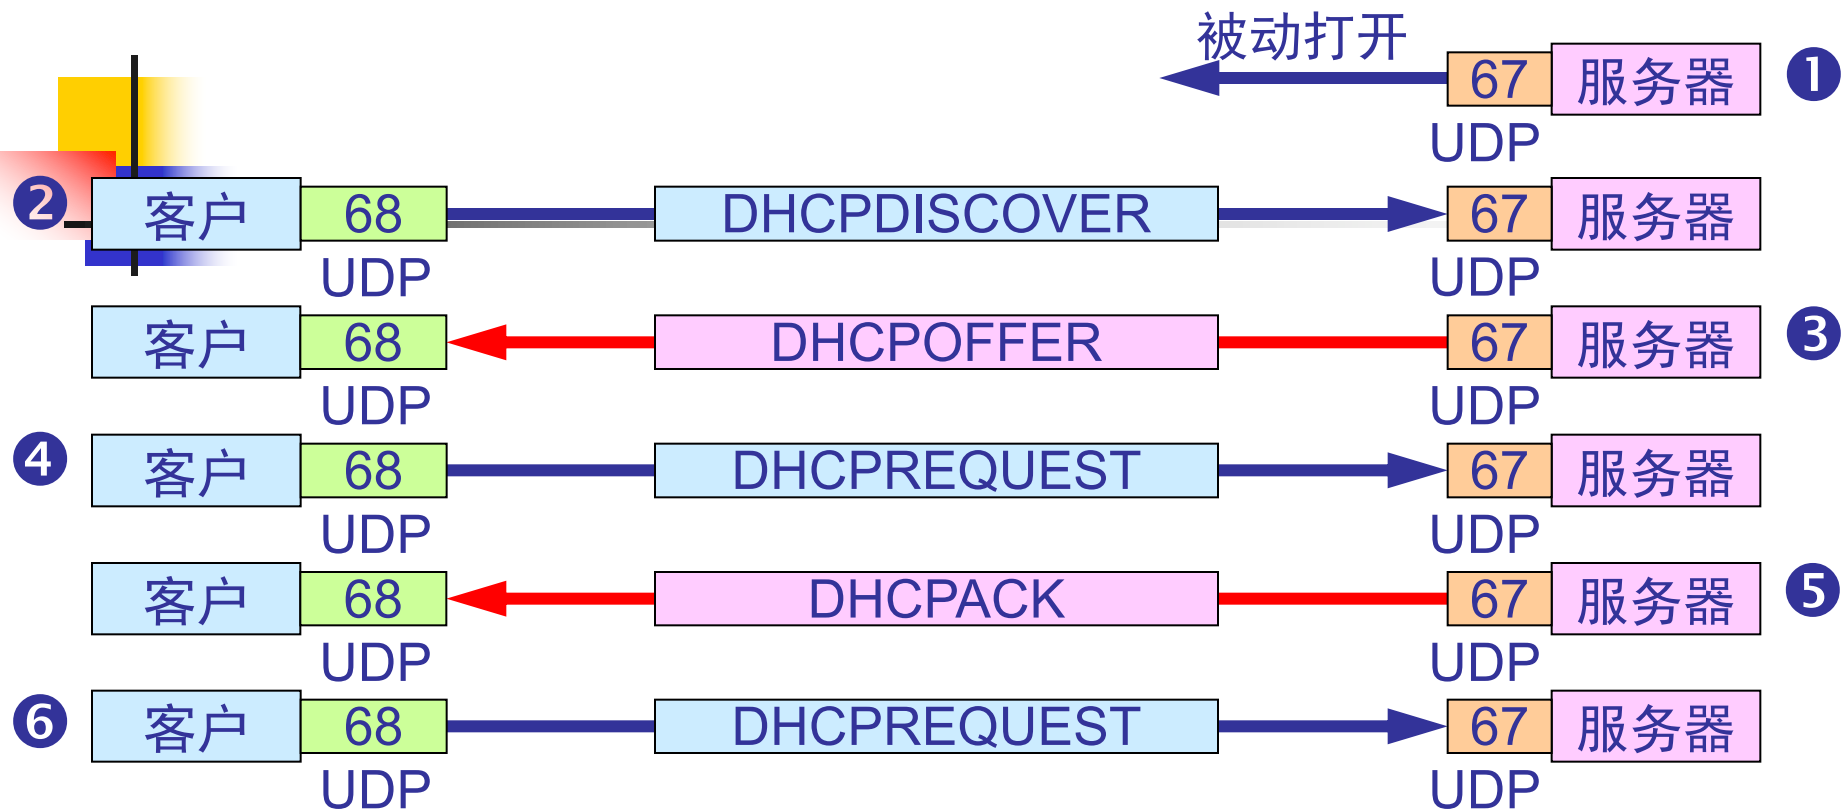 被动打开
67 服务器 ❶
UDP
❷ 客户 68 DHCPDISCOVER 67 服务器
UDP UDP
客户 68 DHCPOFFER 67 服务器 ❸
UDP UDP
❹ 客户 68 DHCPREQUEST 67 服务器
UDP UDP
客户 68 DHCPACK 67 服务器 ❺
UDP UDP
❻ 客户 68 DHCPREQUEST 67 服务器
UDP UDP